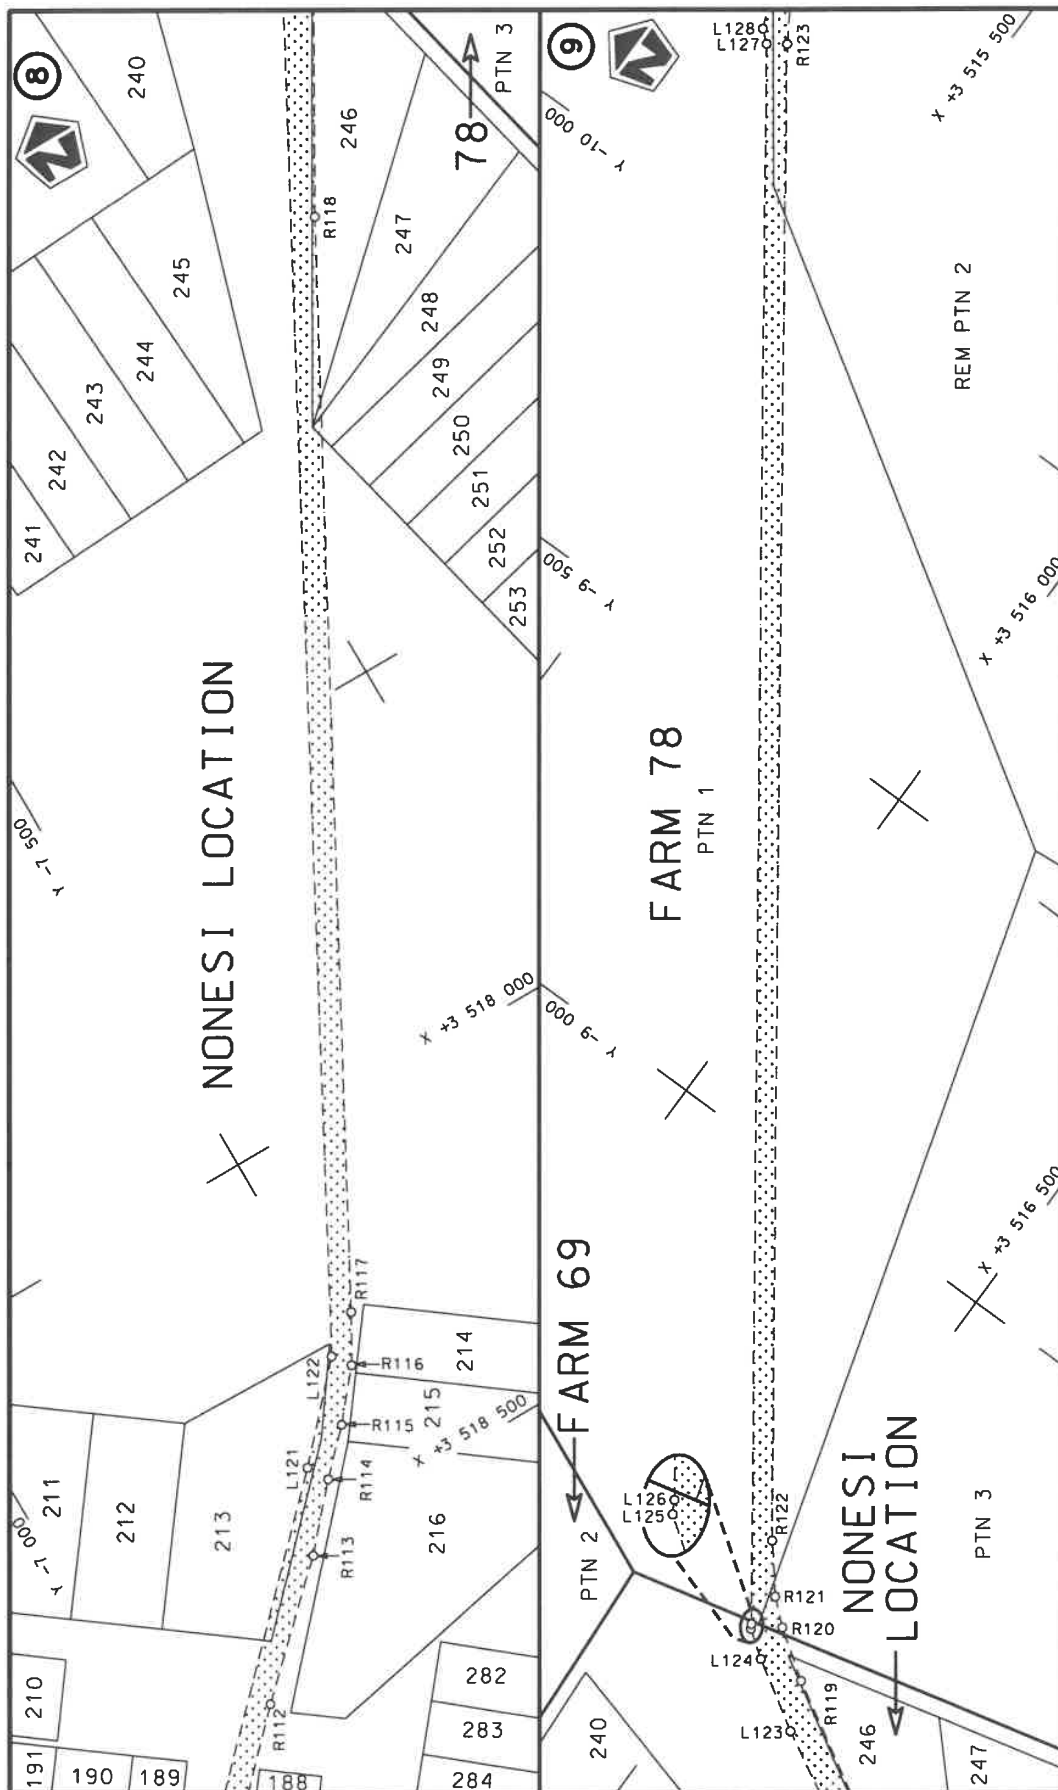 8
N
240
241
242
243
244
245
246
247
248
249
250
251
252
253
78
PTN 3
R118
Y -7 500
NONESI LOCATION
X +3 518 000
R117
R116
R115
R114
R113
R112
L122
L121
214
215
X +3 518 500
216
211
212
213
Y -7 000
210
191
190
189
188
282
283
284
9
N
L128
L127
R123
Y -10 000
X +3 515 500
REM PTN 2
Y -9 500
X +3 516 000
FARM 78
PTN 1
Y -9 000
X +3 516 500
FARM 69
PTN 2
L126
L125
R122
R121
R120
R119
L124
L123
NONESI
LOCATION
PTN 3
240
246
247